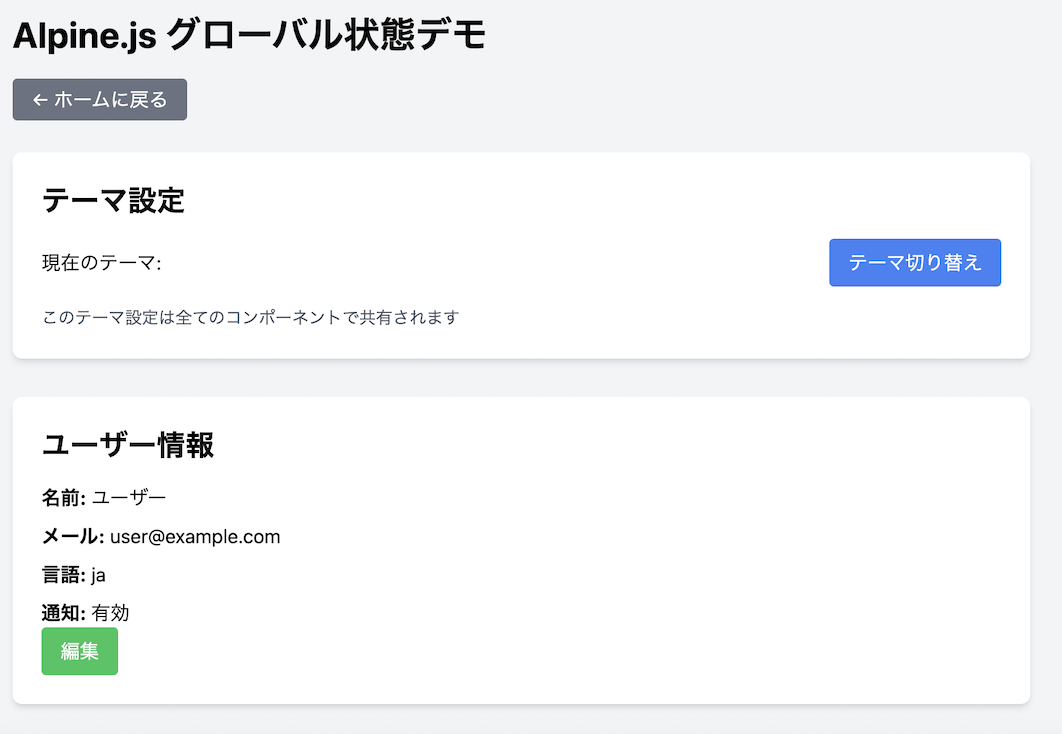 Alpine.js グローバル状態デモ
← ホームに戻る
テーマ設定
現在のテーマ:
テーマ切り替え
このテーマ設定は全てのコンポーネントで共有されます
ユーザー情報
名前: ユーザー
メール: user@example.com
言語: ja
通知: 有効
編集